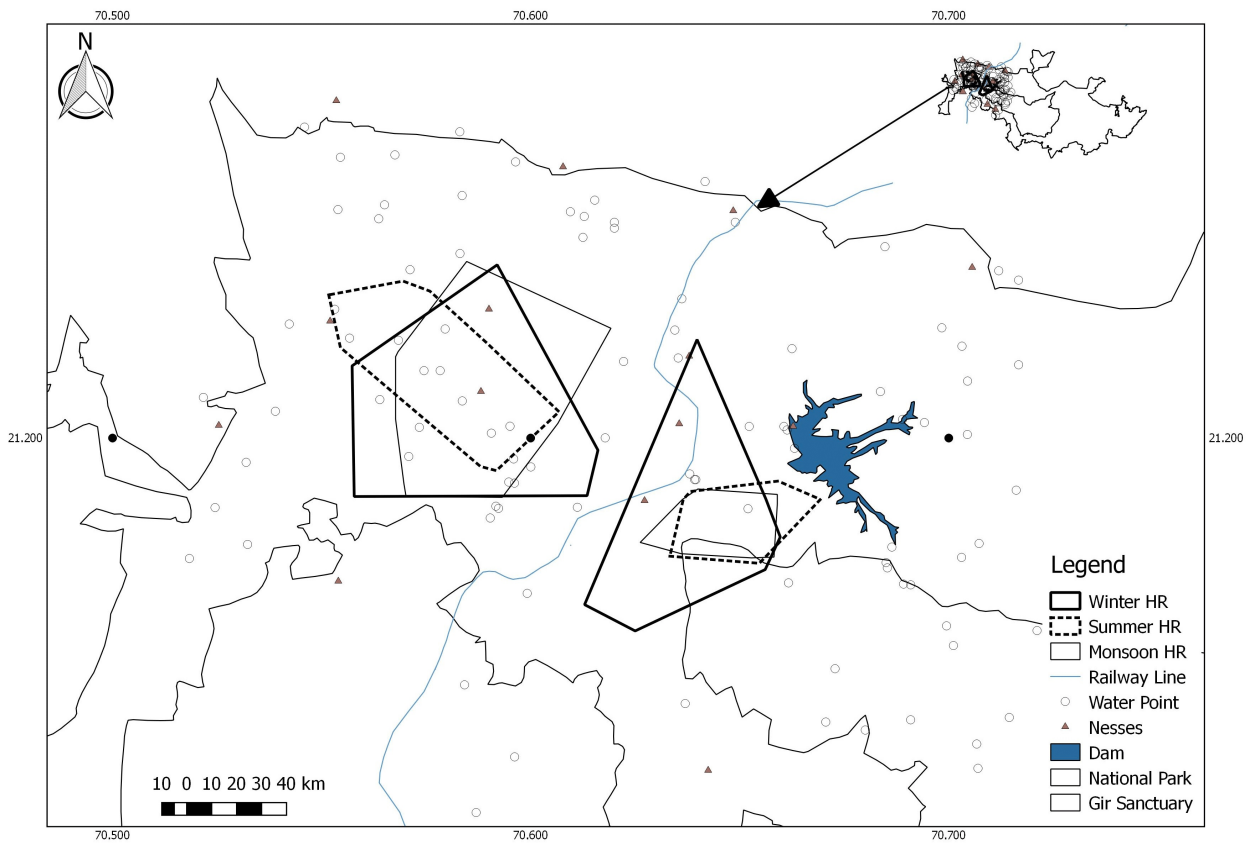 70.500 70.600 70.700
N
21.200 21.200
Legend
Winter HR
Summer HR
Monsoon HR
Railway Line
Water Point
Nesses
Dam
National Park
Gir Sanctuary
10 0 10 20 30 40 km
70.500 70.600 70.700